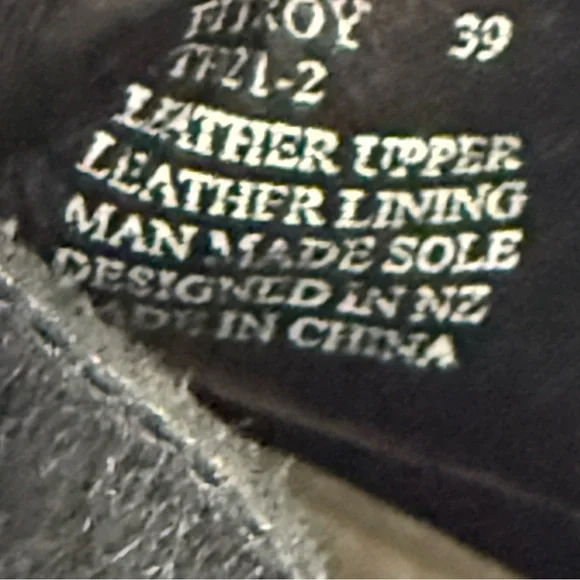 39
LEATHER UPPER
LEATHER LINING
MAN MADE SOLE
DESIGNED IN NZ
MADE IN CHINA